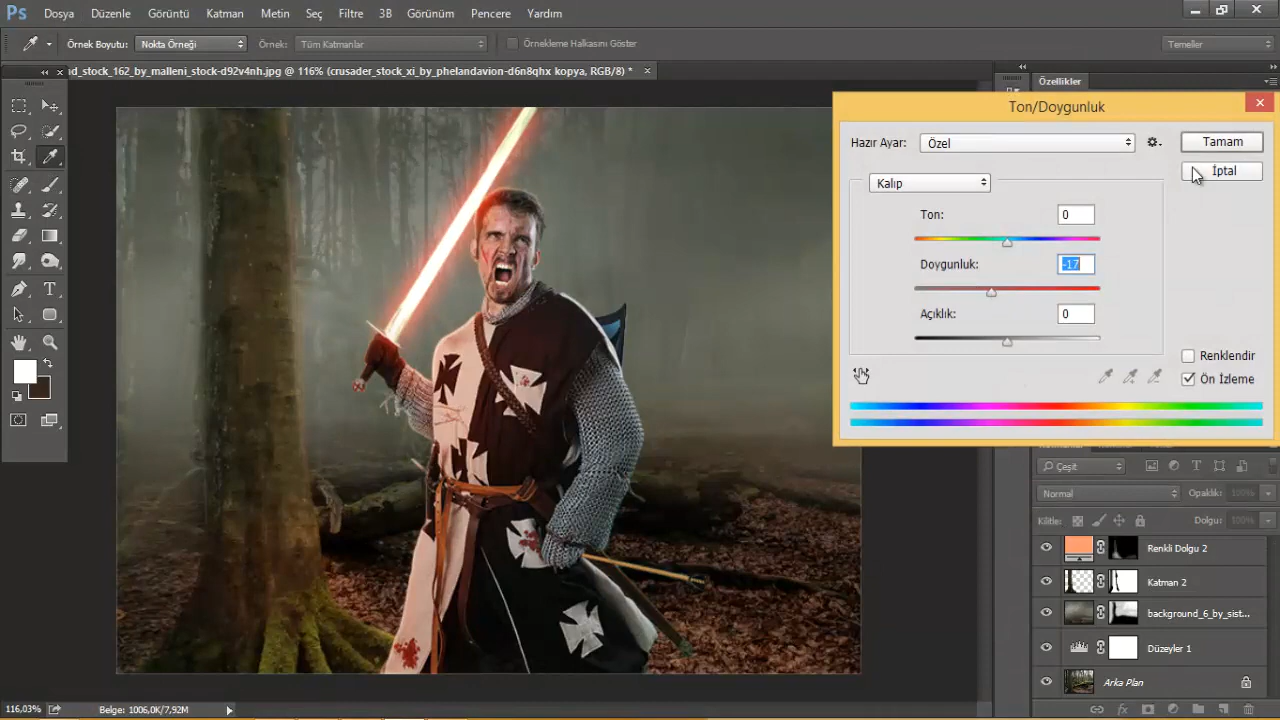 Ps Dosya Düzenle Görüntü Katman Metin Seç Filtre 3B Görünüm Pencere Yardım
Örnek Boyutu: Nokta Örneği Örnek: Tüm Katmanlar Örnekleme Halkasını Göster Temeller
nd_stock_162_by_malleni_stock-d92v4nh.jpg @ 116% (crusader_stock_xi_by_phelandavion-d6n8qhx kopya, RGB/8) *
Özellikler
Ton/Doygunluk
Hazır Ayar: Özel
Tamam
İptal
Kalıp
Ton: 0
Doygunluk: -17
Açıklık: 0
Renklendir
Ön İzleme
Çeşit
Normal Opaklık: 100%
Kilitle: Dolgu: 100%
Renkli Dolgu 2
Katman 2
background_6_by_sist...
Düzeyler 1
Arka Plan
116,03% Belge: 1006,0K/7,92M